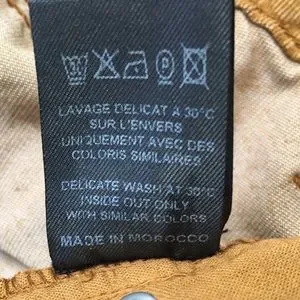 LAVAGE DELICAT A 30°C
SUR L'ENVERS
UNIQUEMENT AVEC DES
COLORIS SIMILAIRES
DELICATE WASH AT 30°C
INSIDE OUT ONLY
WITH SIMILAR COLORS
MADE IN MOROCCO